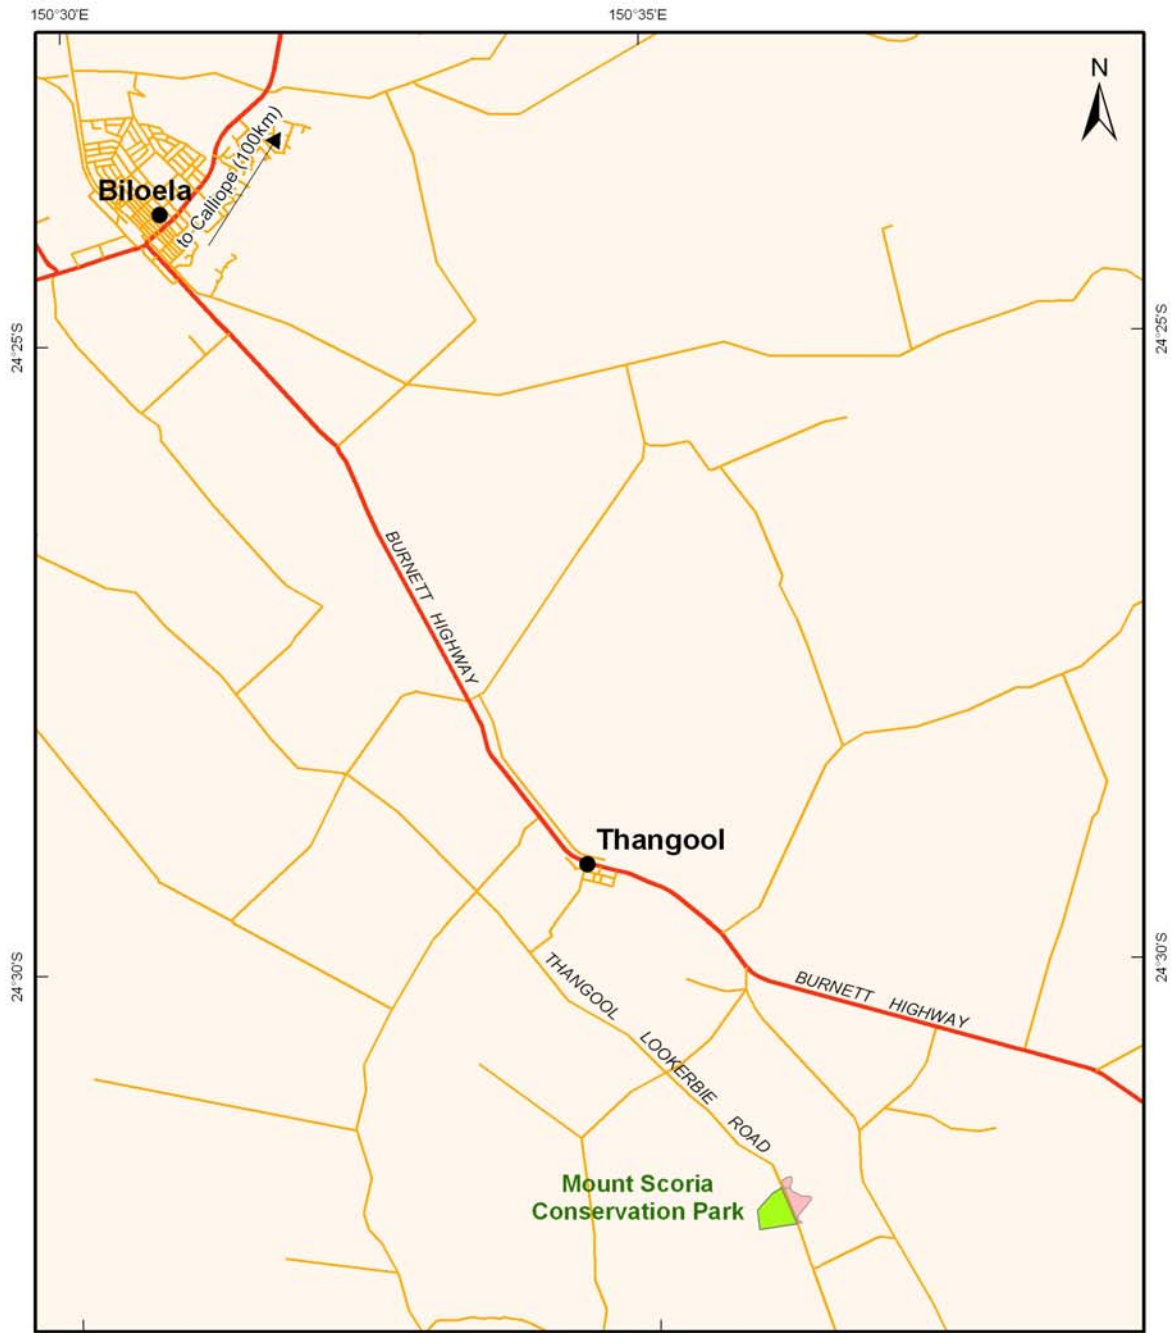 150°30'E
150°35'E
N
to Calliope (100km)
Biloela
24°25'S
24°25'S
BURNETT HIGHWAY
Thangool
24°30'S
24°30'S
THANGOOL LOOKERBIE ROAD
BURNETT HIGHWAY
Mount Scoria
Conservation Park